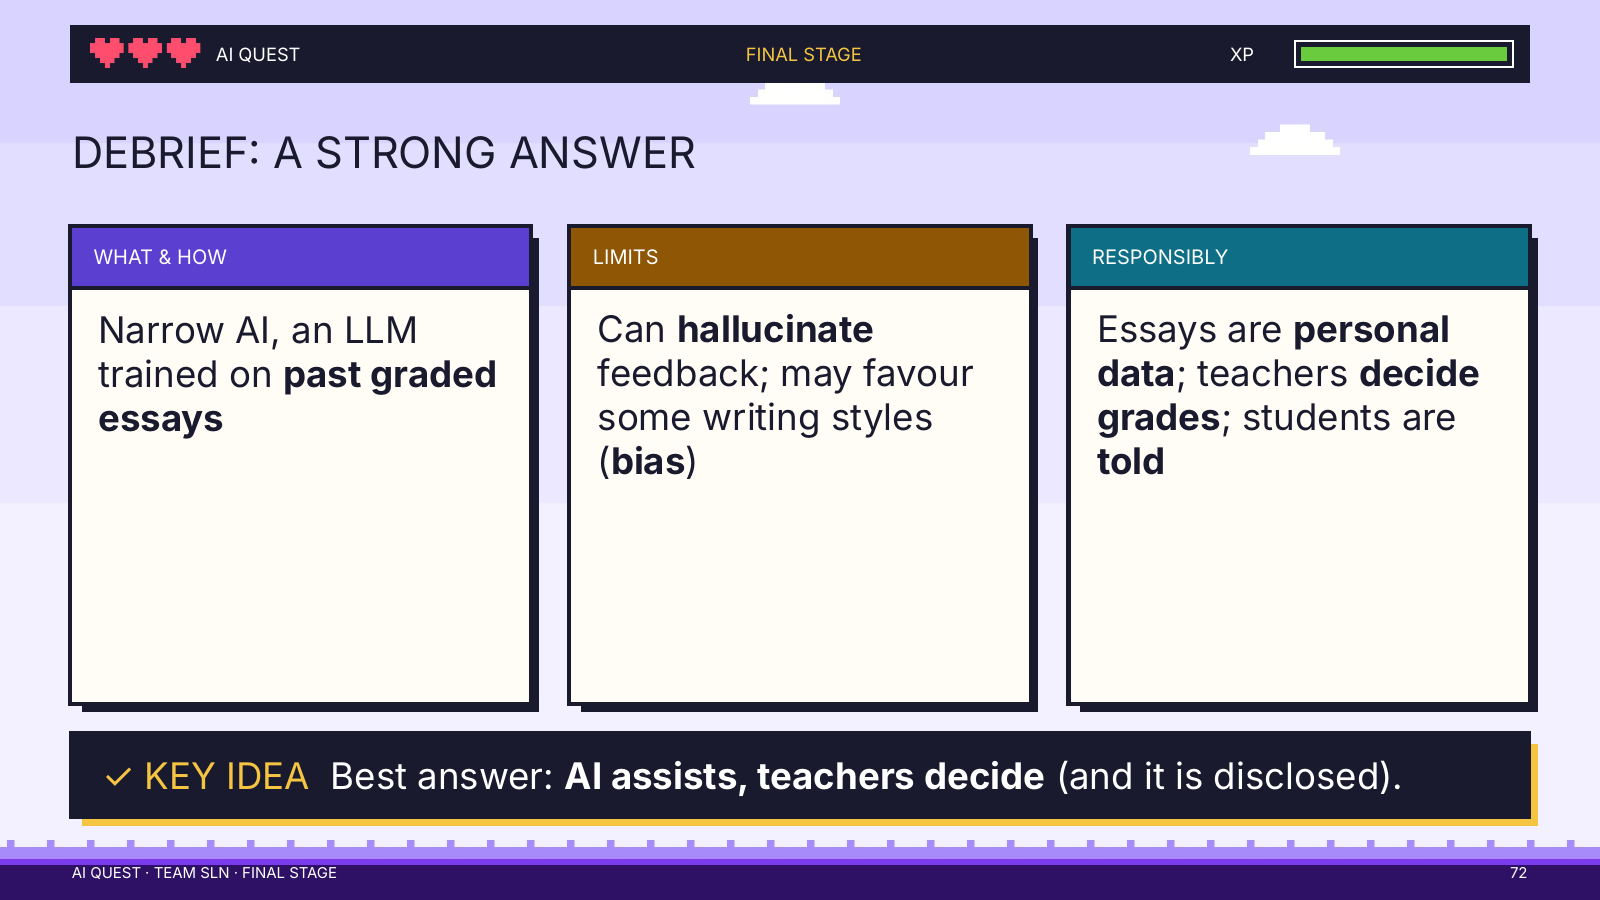 AI QUEST
FINAL STAGE
XP
DEBRIEF: A STRONG ANSWER
WHAT & HOW
Narrow AI, an LLM
trained on past graded
essays
LIMITS
Can hallucinate
feedback; may favour
some writing styles
(bias)
RESPONSIBLY
Essays are personal
data; teachers decide
grades; students are
told
✓ KEY IDEA Best answer: AI assists, teachers decide (and it is disclosed).
AI QUEST · TEAM SLN · FINAL STAGE
72